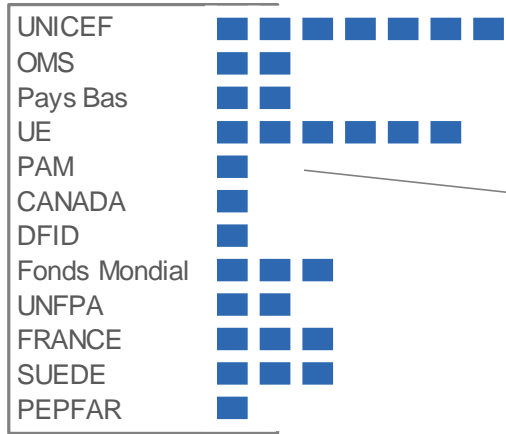 UNICEF
OMS
Pays Bas
UE
PAM
CANADA
DFID
Fonds Mondial
UNFPA
FRANCE
SUEDE
PEPFAR